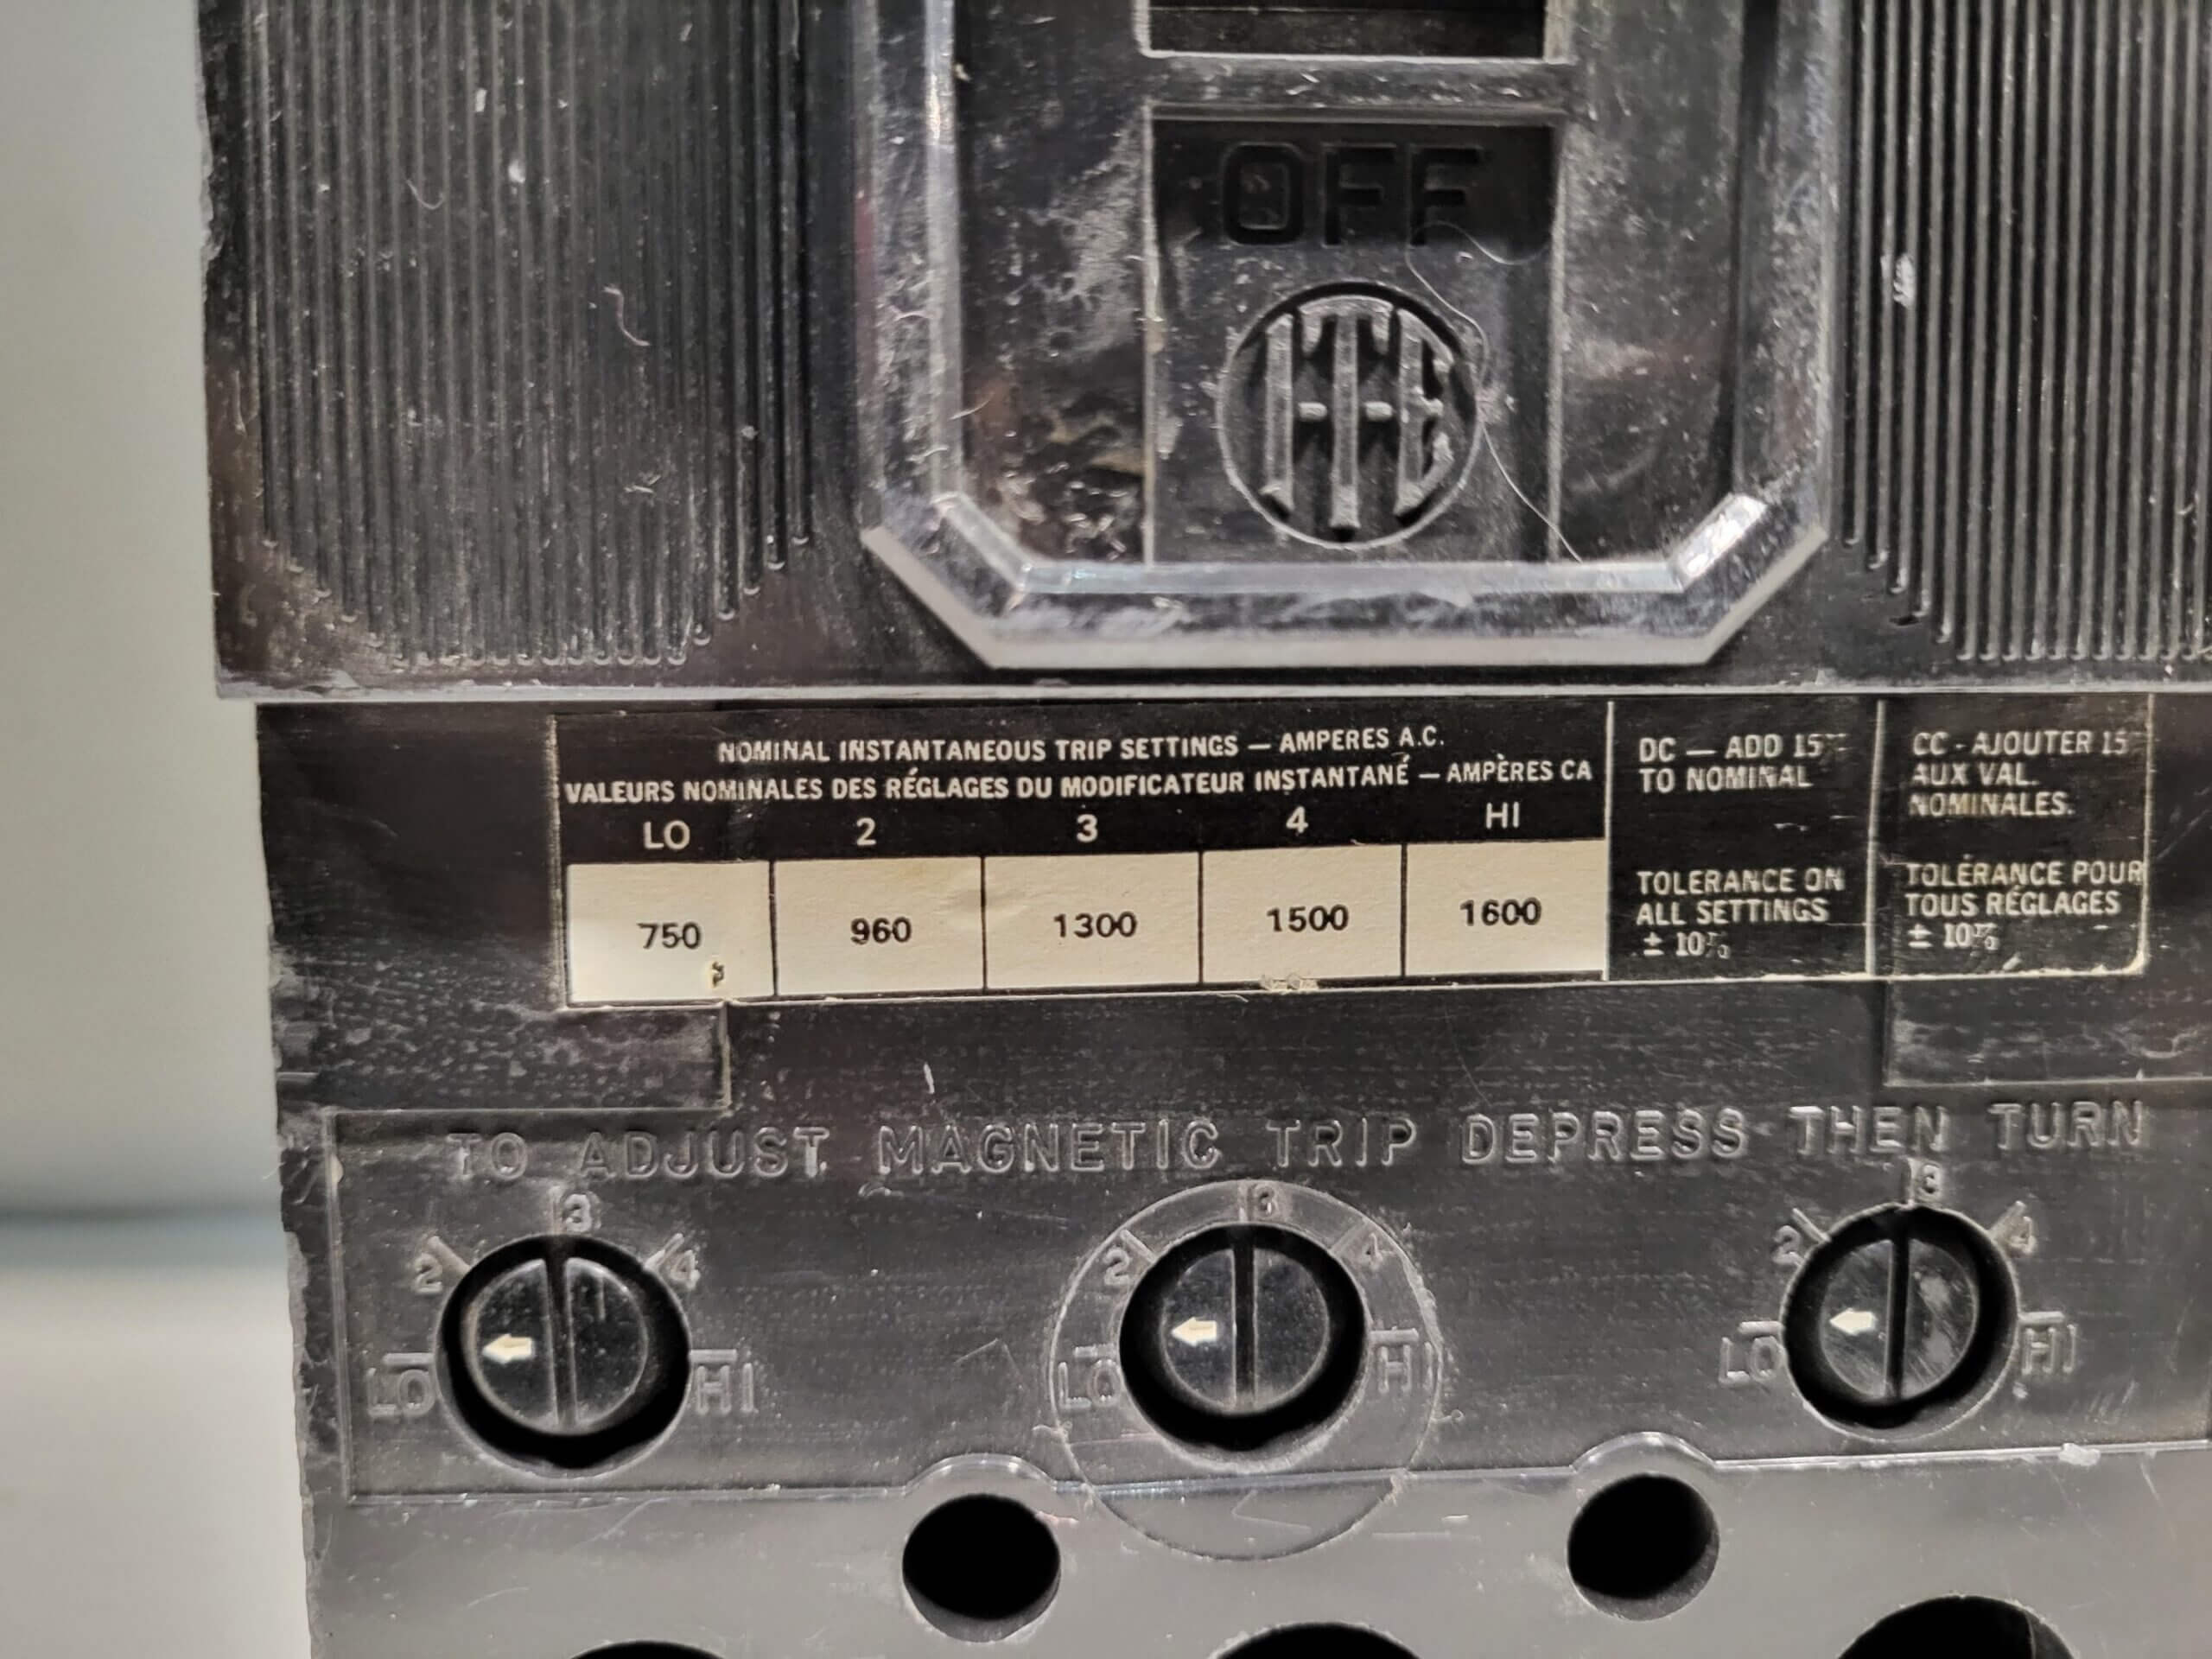 OFF
ITE
NOMINAL INSTANTANEOUS TRIP SETTINGS — AMPERES A.C.
VALEURS NOMINALES DES RÉGLAGES DU MODIFICATEUR INSTANTANÉ — AMPÈRES CA
LO 2 3 4 HI
750 960 1300 1500 1600
DC — ADD 15%
TO NOMINAL
TOLERANCE ON
ALL SETTINGS
± 10%
CC - AJOUTER 15
AUX VAL.
NOMINALES.
TOLÉRANCE POUR
TOUS RÉGLAGES
± 10%
TO ADJUST MAGNETIC TRIP DEPRESS THEN TURN
LO 2 3 4 HI
LO 2 3 4 HI
LO 2 3 4 HI